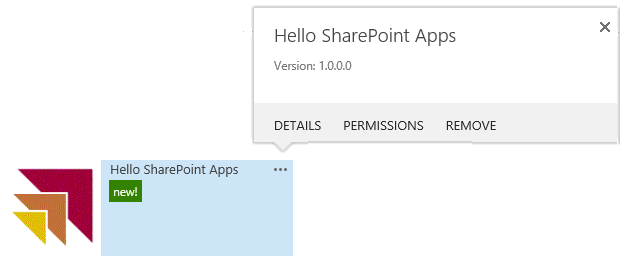 Hello SharePoint Apps
Version: 1.0.0.0
DETAILS PERMISSIONS REMOVE
Hello SharePoint Apps
new!